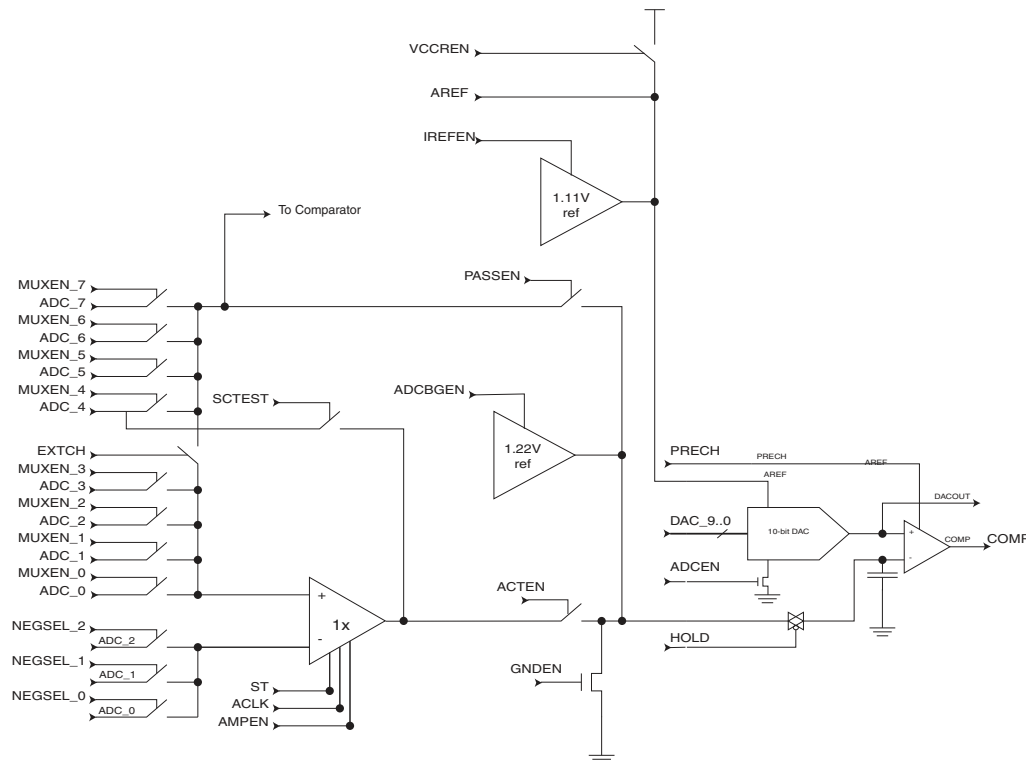 VCCREN
AREF
IREFEN
1.11V
ref
To Comparator
PASSEN
MUXEN_7
ADC_7
MUXEN_6
ADC_6
MUXEN_5
ADC_5
MUXEN_4
ADC_4
SCTEST
ADCBGEN
1.22V
ref
EXTCH
MUXEN_3
ADC_3
MUXEN_2
ADC_2
MUXEN_1
ADC_1
MUXEN_0
ADC_0
PRECH
PRECH
AREF
AREF
DACOUT
DAC_9..0
10-bit DAC
+
-
COMP
COMP
ADCEN
ACTEN
+
1x
-
NEGSEL_2
ADC_2
NEGSEL_1
ADC_1
NEGSEL_0
ADC_0
HOLD
GNDEN
ST
ACLK
AMPEN